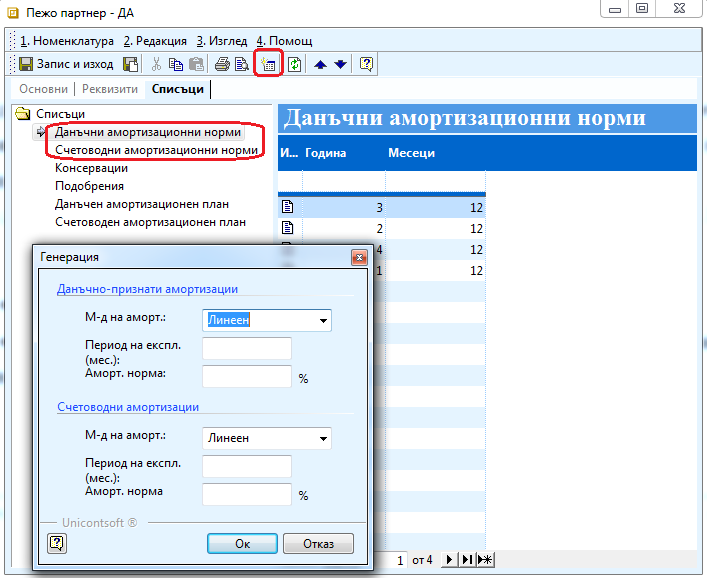 Пежо партнер - ДА
1. Номенклатура 2. Редакция 3. Изглед 4. Помощ
Запис и изход
Основни Реквизити Списъци
Списъци
Данъчни амортизационни норми
Счетоводни амортизационни норми
Консервации
Подобрения
Данъчен амортизационен план
Счетоводен амортизационен план
Данъчни амортизационни норми
И... Година Месеци
3 12
2 12
4 12
1 12
Генерация
Данъчно-признати амортизации
М-д на аморт.: Линеен
Период на експл.
(мес.):
Аморт. норма: %
Счетоводни амортизации
М-д на аморт.: Линеен
Период на експл.
(мес.):
Аморт. норма %
Unicontsoft ®
Ок Отказ
1 от 4